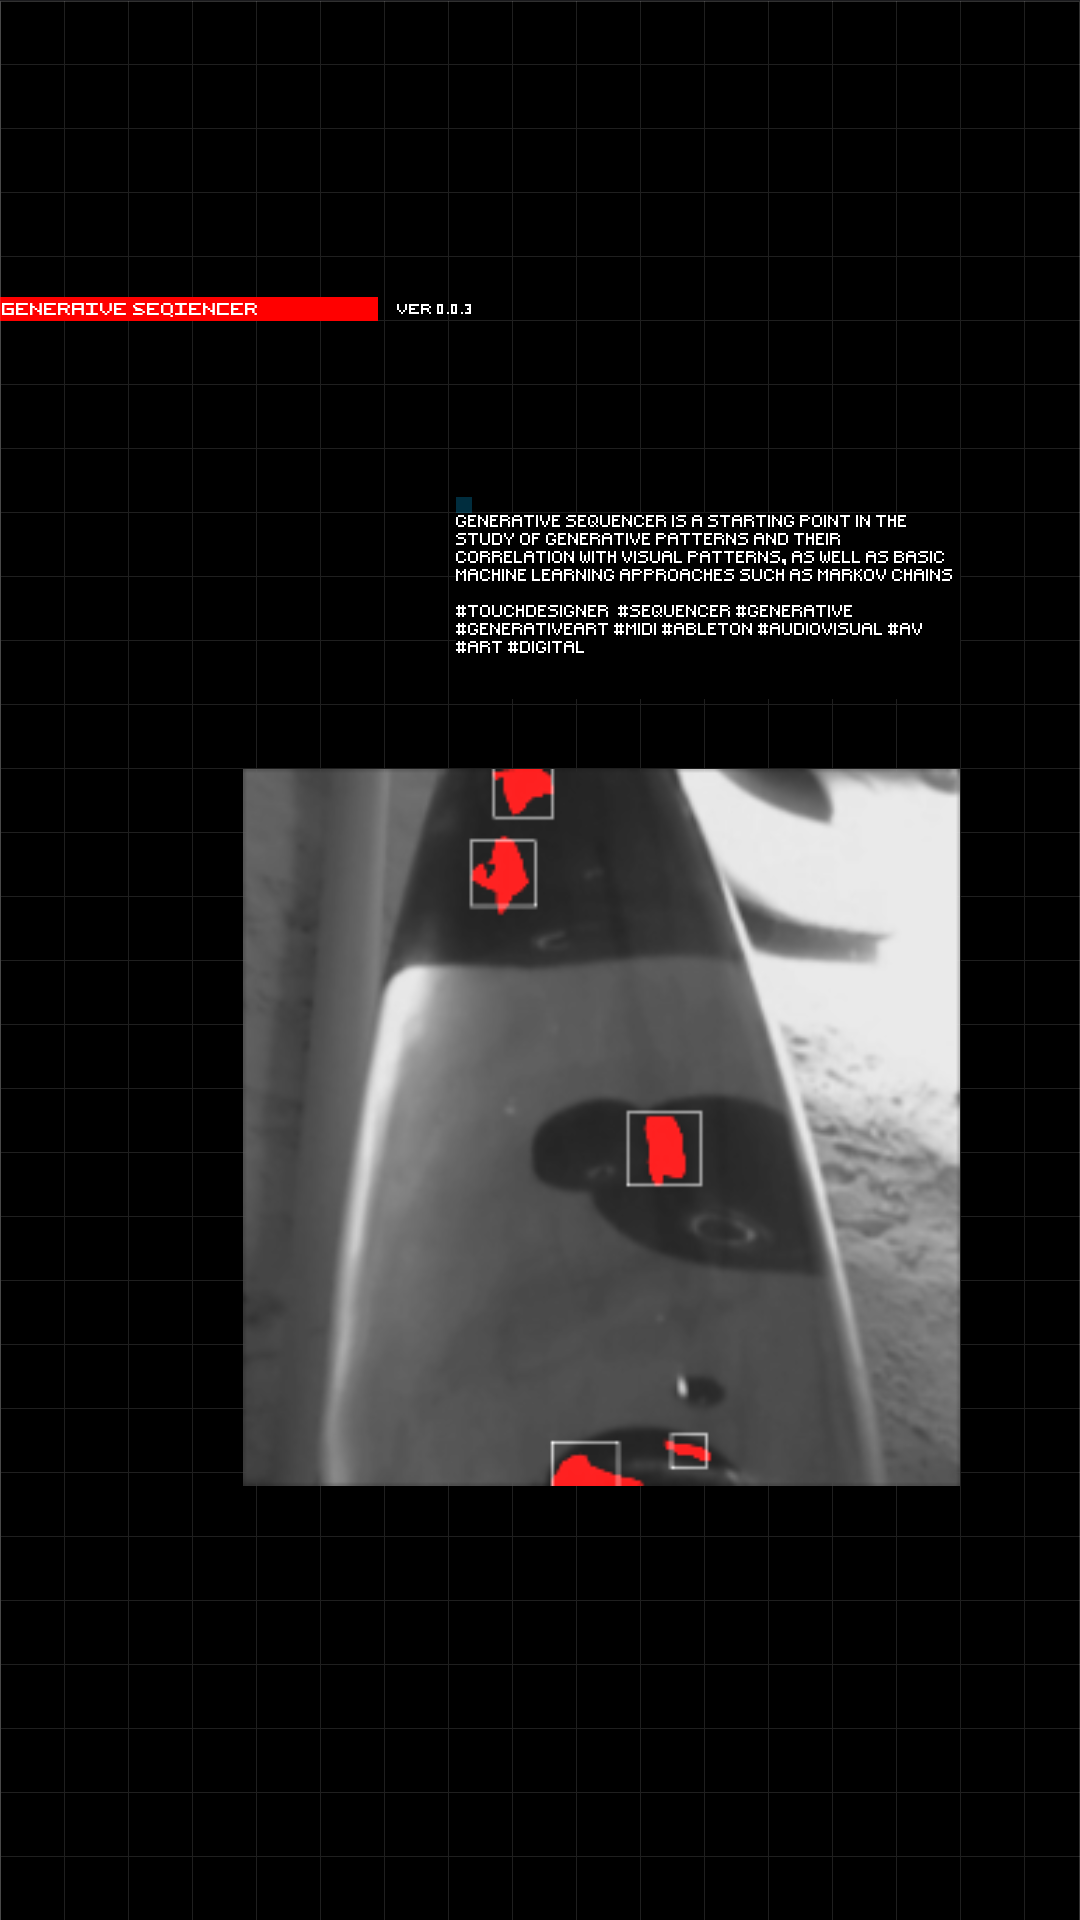 GENERAIVE SEQIENCER
VER 0.0.3
GENERATIVE SEQUENCER IS A STARTING POINT IN THE
STUDY OF GENERATIVE PATTERNS AND THEIR
CORRELATION WITH VISUAL PATTERNS, AS WELL AS BASIC
MACHINE LEARNING APPROACHES SUCH AS MARKOV CHAINS
#TOUCHDESIGNER #SEQUENCER #GENERATIVE
#GENERATIVEART #MIDI #ABLETON #AUDIOVISUAL #AV
#ART #DIGITAL